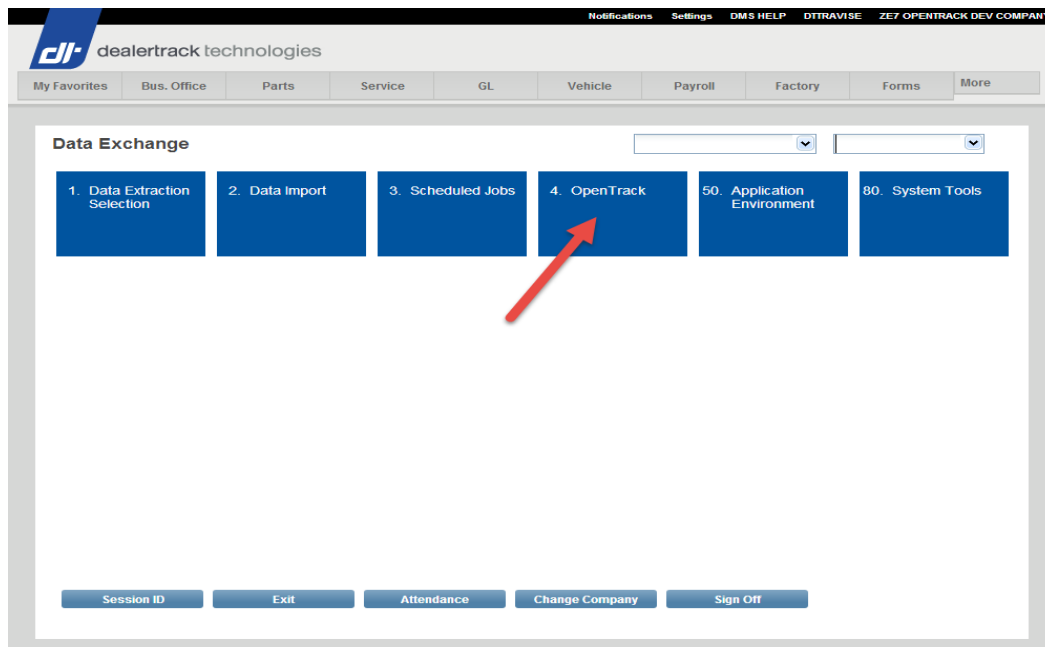 Notifications Settings DMS HELP DTTRAVISE ZE7 OPENTRACK DEV COMPANY
dt dealertrack technologies
My Favorites Bus. Office Parts Service GL Vehicle Payroll Factory Forms More
Data Exchange
1. Data Extraction Selection
2. Data Import
3. Scheduled Jobs
4. OpenTrack
50. Application Environment
80. System Tools
Session ID Exit Attendance Change Company Sign Off